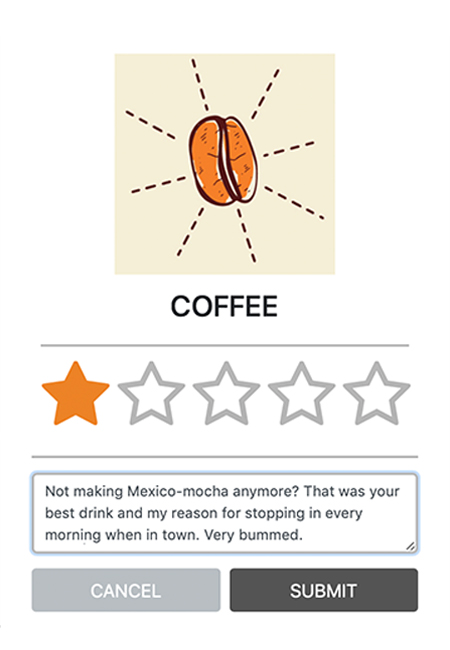 COFFEE
Not making Mexico-mocha anymore? That was your
best drink and my reason for stopping in every
morning when in town. Very bummed.
CANCEL
SUBMIT